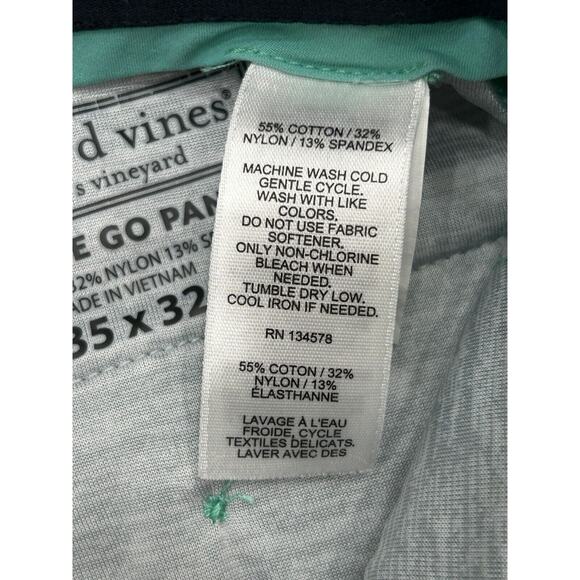 d vines®
s vineyard
E GO PAN
32% NYLON 13% S
ADE IN VIETNAM
35 x 32
55% COTTON / 32%
NYLON / 13% SPANDEX
MACHINE WASH COLD
GENTLE CYCLE.
WASH WITH LIKE
COLORS.
DO NOT USE FABRIC
SOFTENER.
ONLY NON-CHLORINE
BLEACH WHEN
NEEDED.
TUMBLE DRY LOW.
COOL IRON IF NEEDED.
RN 134578
55% COTON / 32%
NYLON / 13%
ÉLASTHANNE
LAVAGE À L'EAU
FROIDE, CYCLE
TEXTILES DÉLICATS.
LAVER AVEC DES